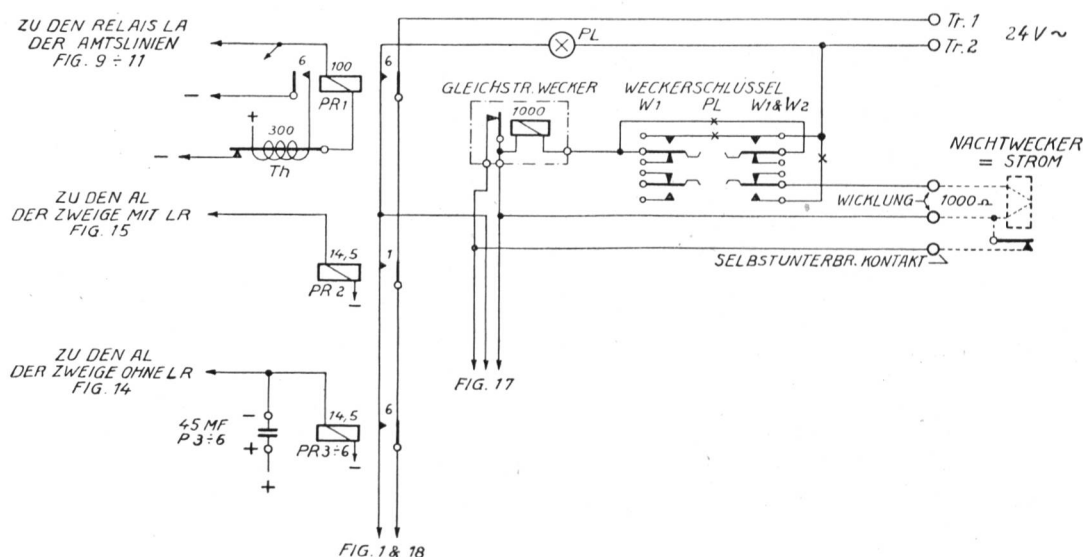 ZU DEN RELAIS LA
DER AMTSLINIEN
FIG. 9 ÷ 11
6
100
PR1
–
+
300
–
Th
6
PL
Tr. 1
Tr. 2
24V~
GLEICHSTR. WECKER
1000
WECKERSCHLÜSSEL
W1
PL
W1&W2
NACHTWECKER
= STROM
WICKLUNG
1000 Ω
SELBSTUNTERBR. KONTAKT
ZU DEN AL
DER ZWEIGE MIT LR
FIG. 15
14,5
PR 2
–
1
FIG. 17
ZU DEN AL
DER ZWEIGE OHNE LR
FIG. 14
–
45 MF
P 3÷6
+
+
14,5
PR3÷6
–
6
FIG. 1 & 18